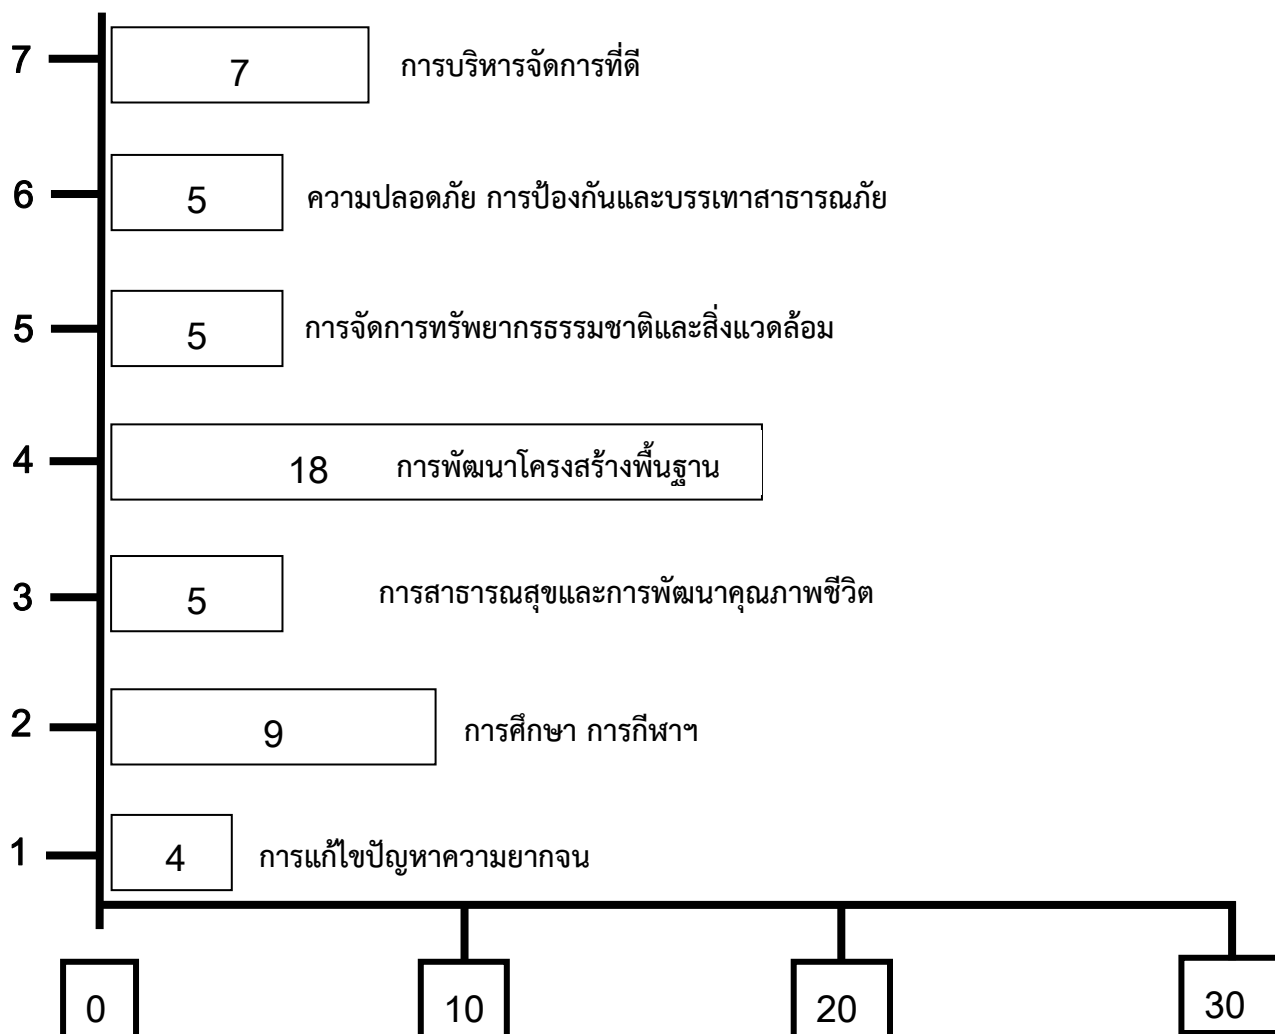 7 7 การบริหารจัดการที่ดี
6 5 ความปลอดภัย การป้องกันและบรรเทาสาธารณภัย
5 5 การจัดการทรัพยากรธรรมชาติและสิ่งแวดล้อม
4 18 การพัฒนาโครงสร้างพื้นฐาน
3 5 การสาธารณสุขและการพัฒนาคุณภาพชีวิต
2 9 การศึกษา การกีฬาฯ
1 4 การแก้ไขปัญหาความยากจน
0 10 20 30